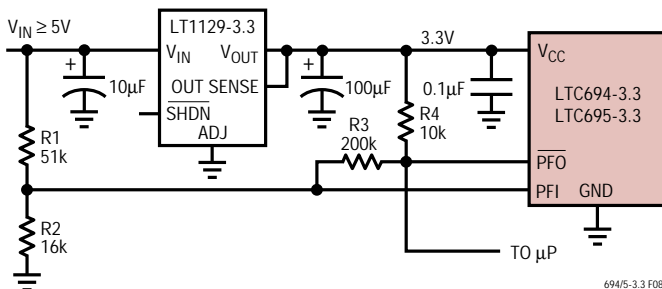 V_IN ≥ 5V
LT1129-3.3
V_IN
V_OUT
OUT SENSE
SHDN
ADJ
+
10µF
+
100µF
3.3V
0.1µF
V_CC
LTC694-3.3
LTC695-3.3
PFO
PFI
GND
R1
51k
R3
200k
R4
10k
R2
16k
TO µP
694/5-3.3 F08